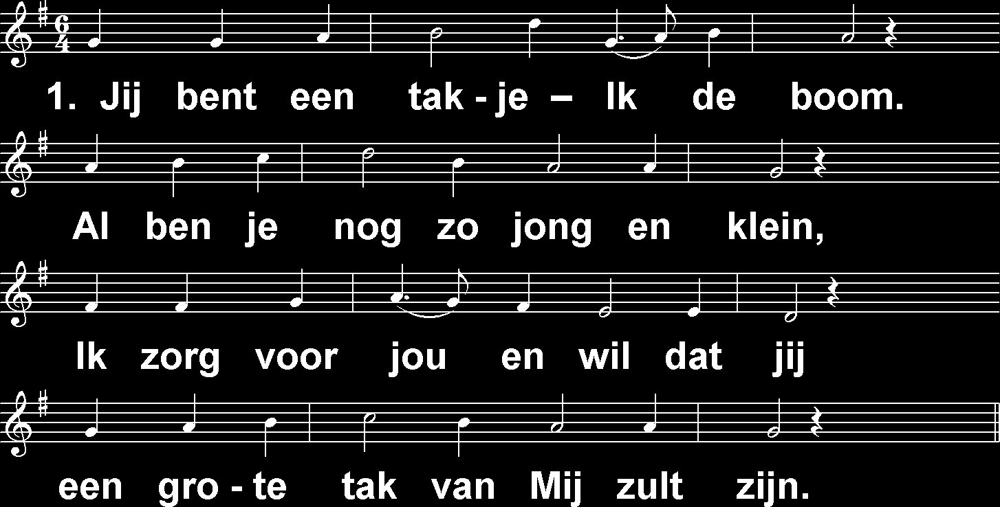 1. Jij bent een tak - je – Ik de boom.
Al ben je nog zo jong en klein,
Ik zorg voor jou en wil dat jij
een gro - te tak van Mij zult zijn.